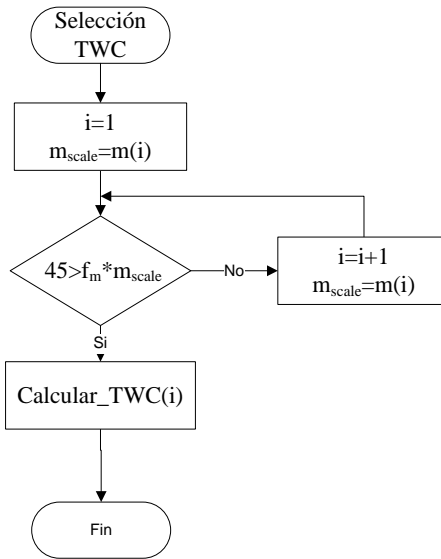 Selección
TWC
i=1
mscale=m(i)
45>fm*mscale
No
i=i+1
mscale=m(i)
Si
Calcular_TWC(i)
Fin